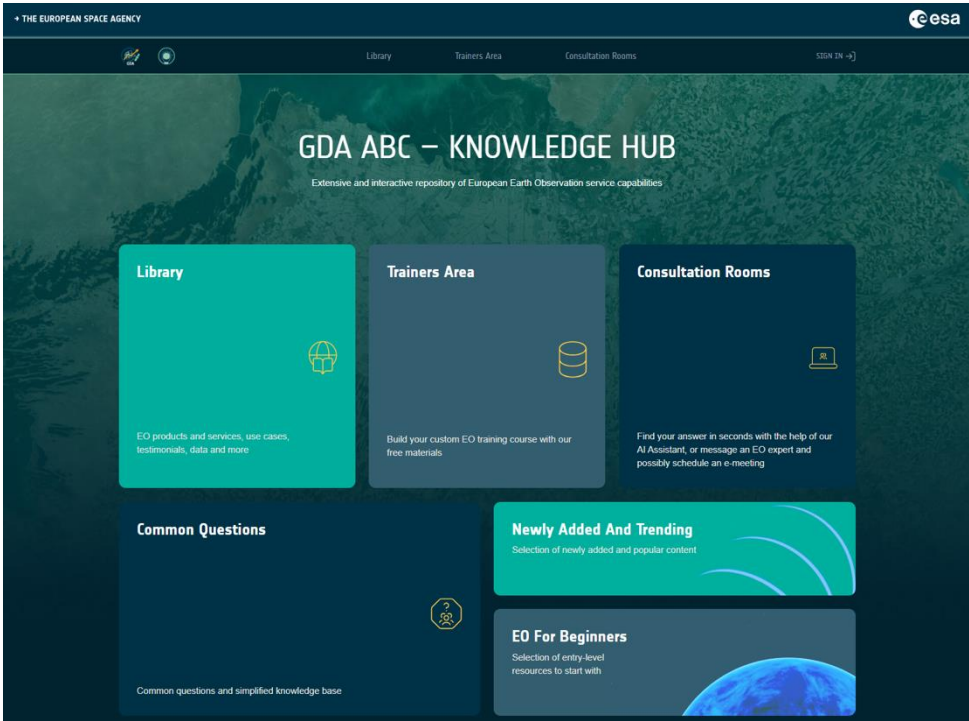 → THE EUROPEAN SPACE AGENCY
esa
GDA
Library
Trainers Area
Consultation Rooms
SIGN IN
GDA ABC – KNOWLEDGE HUB
Extensive and interactive repository of European Earth Observation service capabilities
Library
EO products and services, use cases,
testimonials, data and more
Trainers Area
Build your custom EO training course with our
free materials
Consultation Rooms
Find your answer in seconds with the help of our
AI Assistant, or message an EO expert and
possibly schedule an e-meeting
Common Questions
Common questions and simplified knowledge base
Newly Added And Trending
Selection of newly added and popular content
EO For Beginners
Selection of entry-level
resources to start with